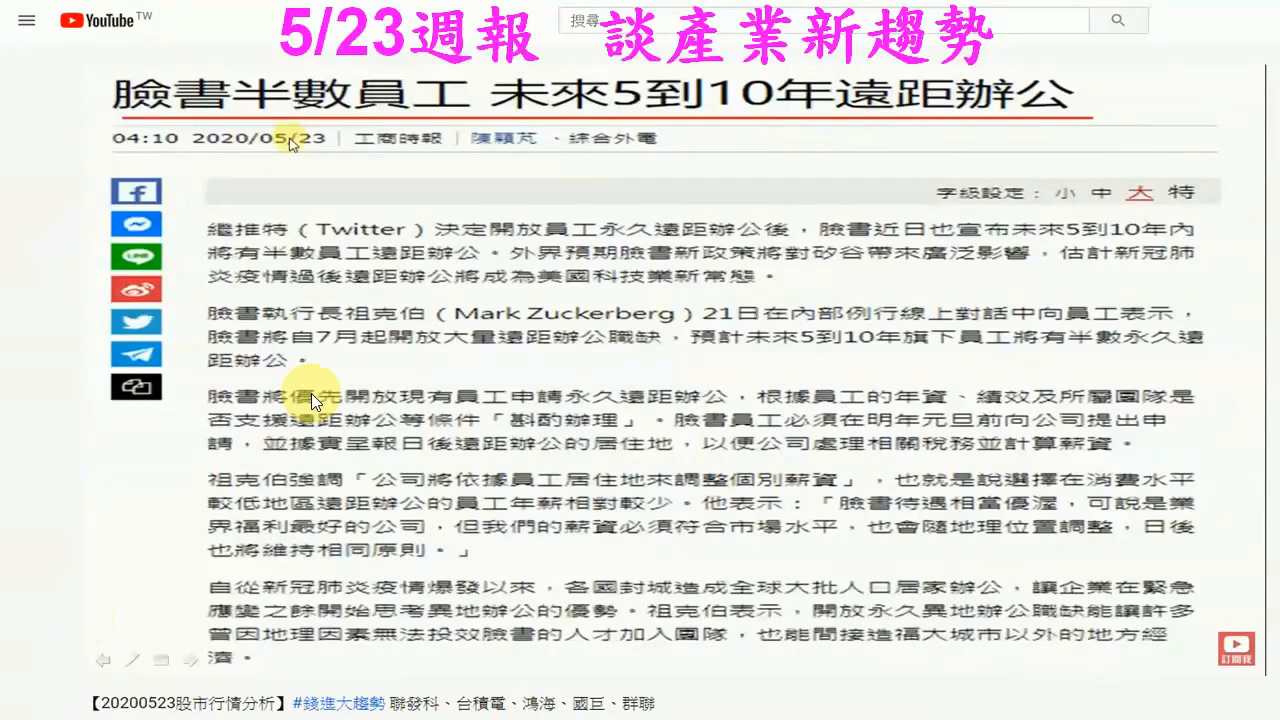 YouTube TW
搜尋
5/23週報 談產業新趨勢
臉書半數員工 未來5到10年遠距辦公
04:10 2020/05/23 | 工商時報 | 陳穎芃 、綜合外電
字級設定： 小 中 大 特
繼推特（Twitter）決定開放員工永久遠距辦公後，臉書近日也宣布未來5到10年內
將有半數員工遠距辦公。外界預期臉書新政策將對矽谷帶來廣泛影響，估計新冠肺
炎疫情過後遠距辦公將成為美國科技業新常態。
臉書執行長祖克伯（Mark Zuckerberg）21日在內部例行線上對話中向員工表示，
臉書將自7月起開放大量遠距辦公職缺，預計未來5到10年旗下員工將有半數永久遠
距辦公。
臉書將優先開放現有員工申請永久遠距辦公，根據員工的年資、績效及所屬團隊是
否支援遠距辦公等條件「斟酌辦理」。臉書員工必須在明年元旦前向公司提出申
請，並據實呈報日後遠距辦公的居住地，以便公司處理相關稅務並計算薪資。
祖克伯強調「公司將依據員工居住地來調整個別薪資」，也就是說選擇在消費水平
較低地區遠距辦公的員工年薪相對較少。他表示：「臉書待遇相當優渥，可說是業
界福利最好的公司，但我們的薪資必須符合市場水平，也會隨地理位置調整，日後
也將維持相同原則。」
自從新冠肺炎疫情爆發以來，各國封城造成全球大批人口居家辦公，讓企業在緊急
應變之餘開始思考異地辦公的優勢。祖克伯表示，開放永久異地辦公職缺能讓許多
曾因地理因素無法投效臉書的人才加入團隊，也能間接造福大城市以外的地方經
濟。
訂閱我
【20200523股市行情分析】#錢進大趨勢 聯發科、台積電、鴻海、國巨、群聯